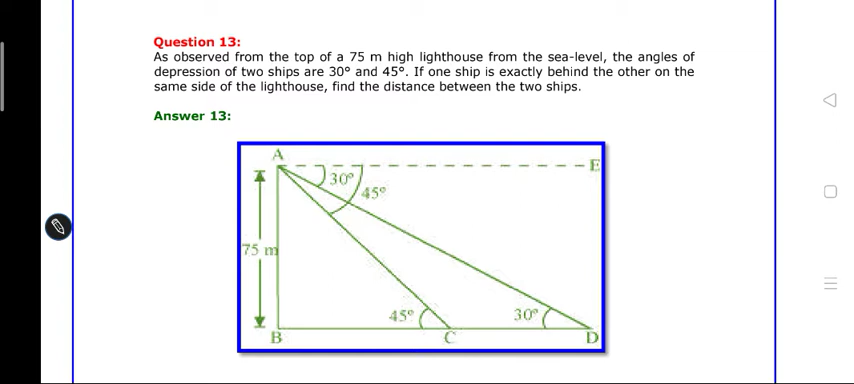 Question 13:
As observed from the top of a 75 m high lighthouse from the sea-level, the angles of
depression of two ships are 30° and 45°. If one ship is exactly behind the other on the
same side of the lighthouse, find the distance between the two ships.
Answer 13:
A
E
30°
45°
75 m
45°
30°
B
C
D